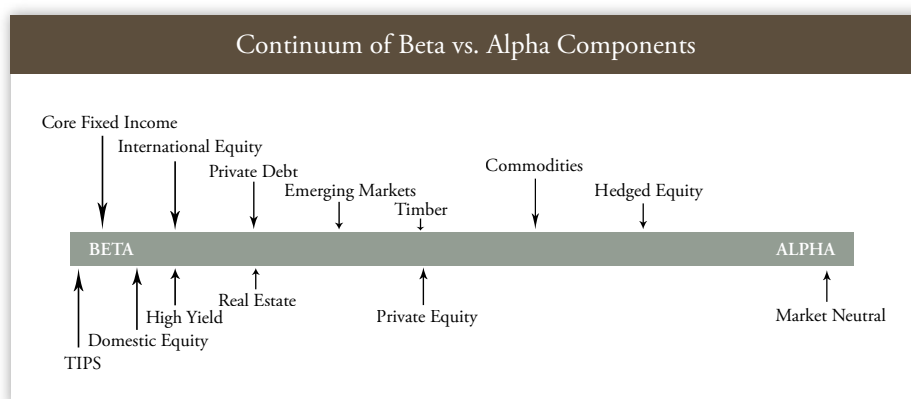 Continuum of Beta vs. Alpha Components
Core Fixed Income
International Equity
Private Debt
Commodities
Emerging Markets
Hedged Equity
Timber
BETA
ALPHA
Real Estate
High Yield
Private Equity
Market Neutral
Domestic Equity
TIPS